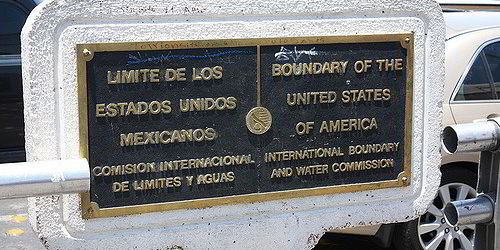 LIMITE DE LOS
ESTADOS UNIDOS
MEXICANOS
COMISION INTERNACIONAL
DE LIMITES Y AGUAS
BOUNDARY OF THE
UNITED STATES
OF AMERICA
INTERNATIONAL BOUNDARY
AND WATER COMMISSION